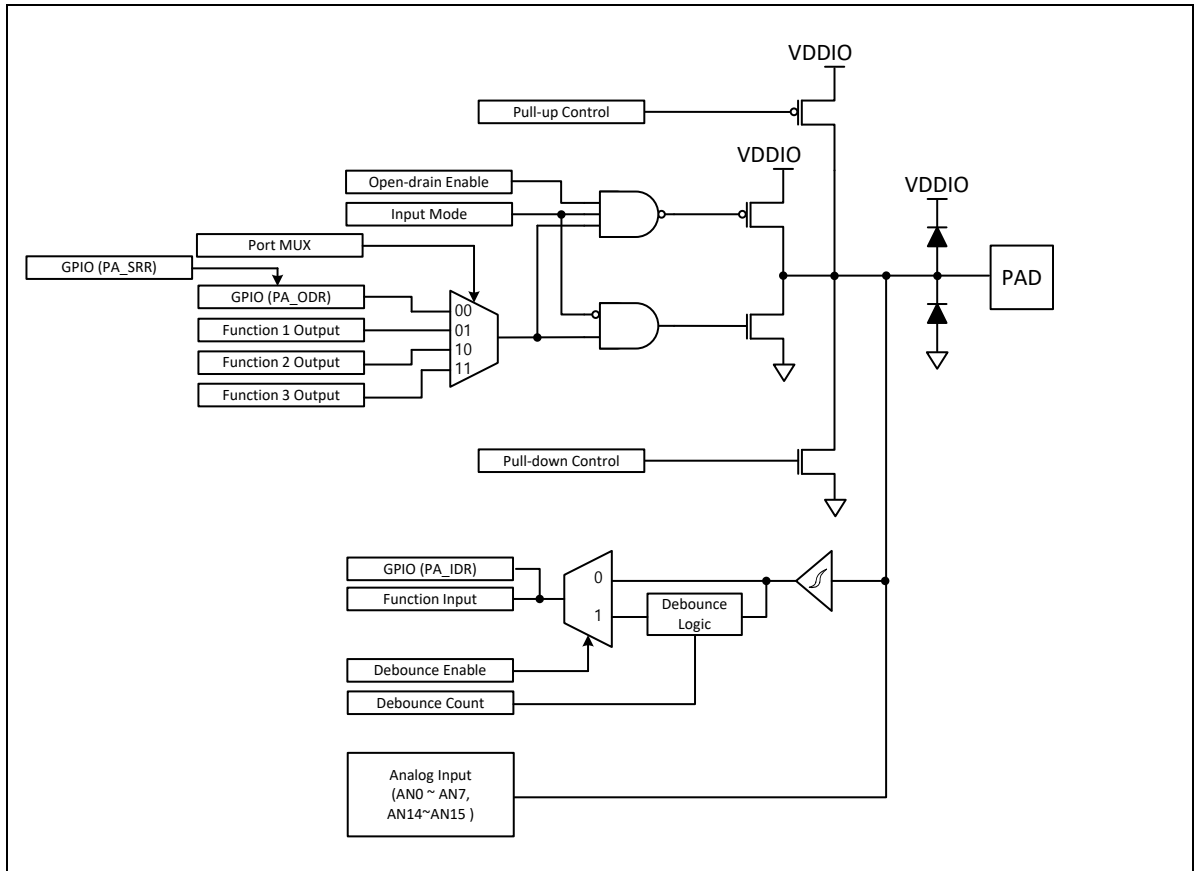 VDDIO
Pull-up Control
VDDIO
Open-drain Enable
VDDIO
Input Mode
Port MUX
GPIO (PA_SRR)
PAD
GPIO (PA_ODR)
00
Function 1 Output
01
Function 2 Output
10
11
Function 3 Output
Pull-down Control
GPIO (PA_IDR)
0
Function Input
1
Debounce
Logic
Debounce Enable
Debounce Count
Analog Input
(AN0 ~ AN7,
AN14~AN15 )